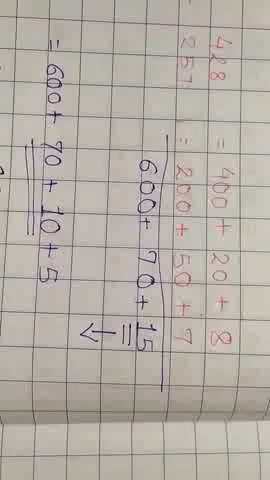 428 = 400 + 20 + 8
257 = 200 + 50 + 7
600 + 70 + 15
↓
= 600 + 70 + 10 + 5